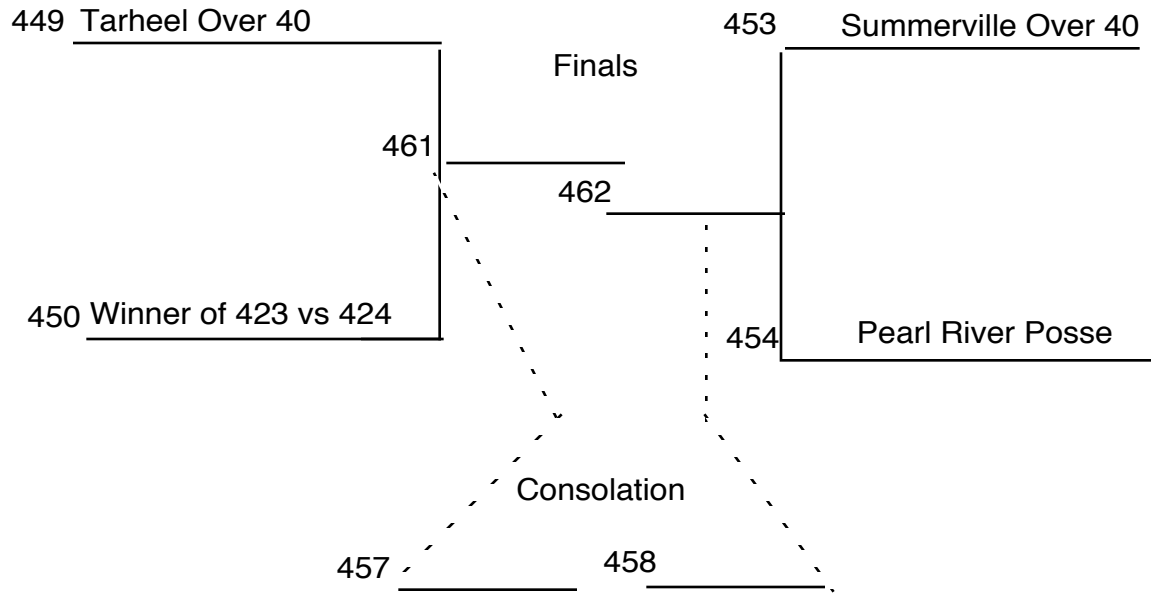 449 Tarheel Over 40
453 Summerville Over 40
Finals
461
462
450 Winner of 423 vs 424
454 Pearl River Posse
Consolation
457
458